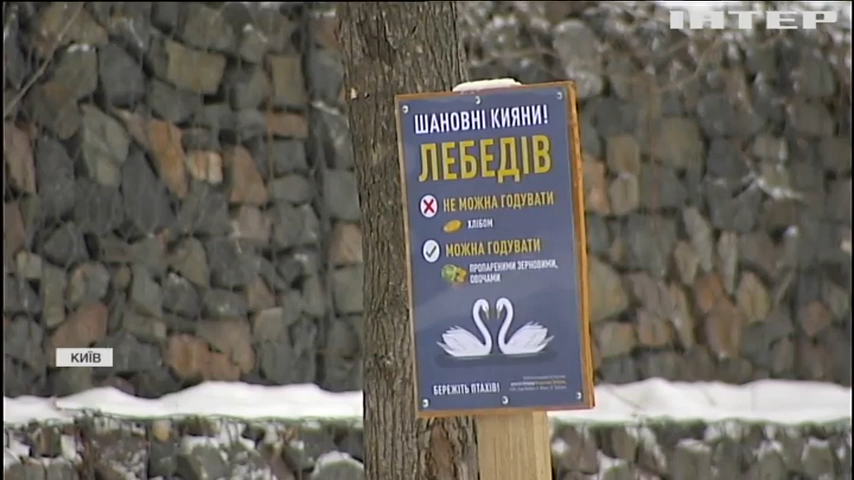 ІНТЕР
ШАНОВНІ КИЯНИ!
ЛЕБЕДІВ
НЕ МОЖНА ГОДУВАТИ
ХЛІБОМ
МОЖНА ГОДУВАТИ
ПРОПАРЕНИМИ ЗЕРНОВИМИ,
ОВОЧАМИ
БЕРЕЖІТЬ ПТАХІВ!
КИЇВ